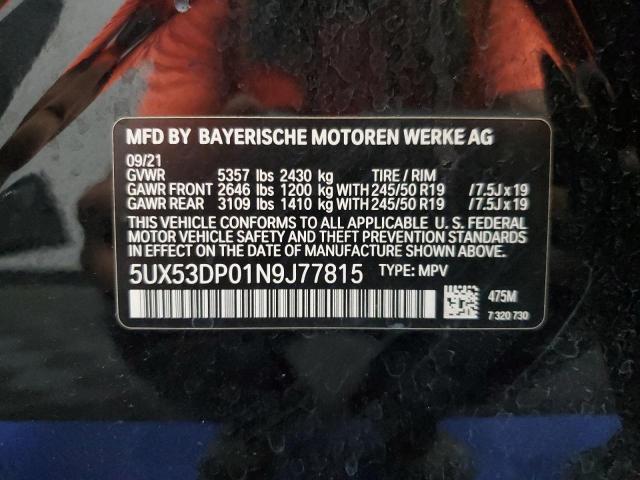 MFD BY BAYERISCHE MOTOREN WERKE AG
09/21
GVWR 5357 lbs 2430 kg TIRE / RIM
GAWR FRONT 2646 lbs 1200 kg WITH 245/50 R19 /7.5J x 19
GAWR REAR 3109 lbs 1410 kg WITH 245/50 R19 /7.5J x 19
THIS VEHICLE CONFORMS TO ALL APPLICABLE U. S. FEDERAL
MOTOR VEHICLE SAFETY AND THEFT PREVENTION STANDARDS
IN EFFECT ON THE DATE OF MANUFACTURE SHOWN ABOVE.
5UX53DP01N9J77815 TYPE: MPV
475M
7 320 730